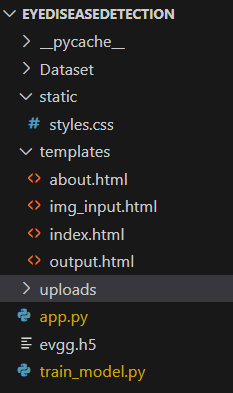 EYEDISEASEDETECTION
__pycache__
Dataset
static
# styles.css
templates
<> about.html
<> img_input.html
<> index.html
<> output.html
uploads
app.py
evgg.h5
train_model.py